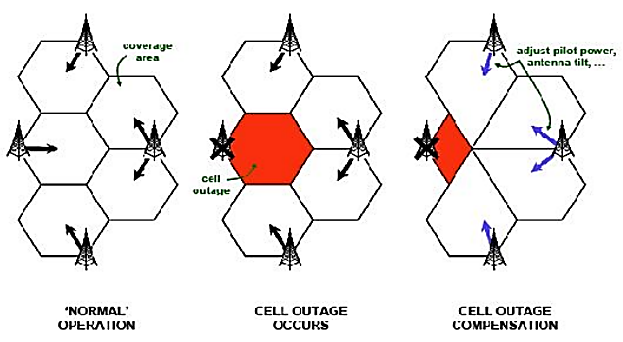 coverage
area
adjust pilot power,
antenna tilt, ...
cell
outage
'NORMAL'
OPERATION
CELL OUTAGE
OCCURS
CELL OUTAGE
COMPENSATION